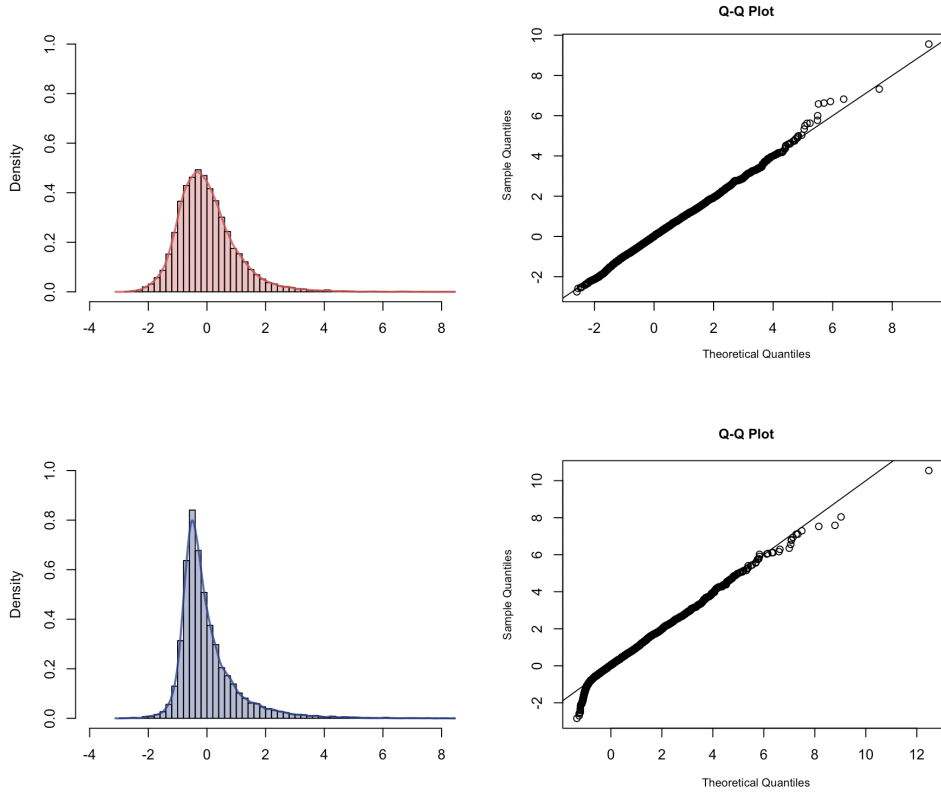 Q-Q Plot
Density
0.0 0.2 0.4 0.6 0.8 1.0
-4 -2 0 2 4 6 8
Sample Quantiles
-2 0 2 4 6 8 10
-2 0 2 4 6 8
Theoretical Quantiles
Q-Q Plot
Density
0.0 0.2 0.4 0.6 0.8 1.0
-4 -2 0 2 4 6 8
Sample Quantiles
-2 0 2 4 6 8 10
0 2 4 6 8 10 12
Theoretical Quantiles